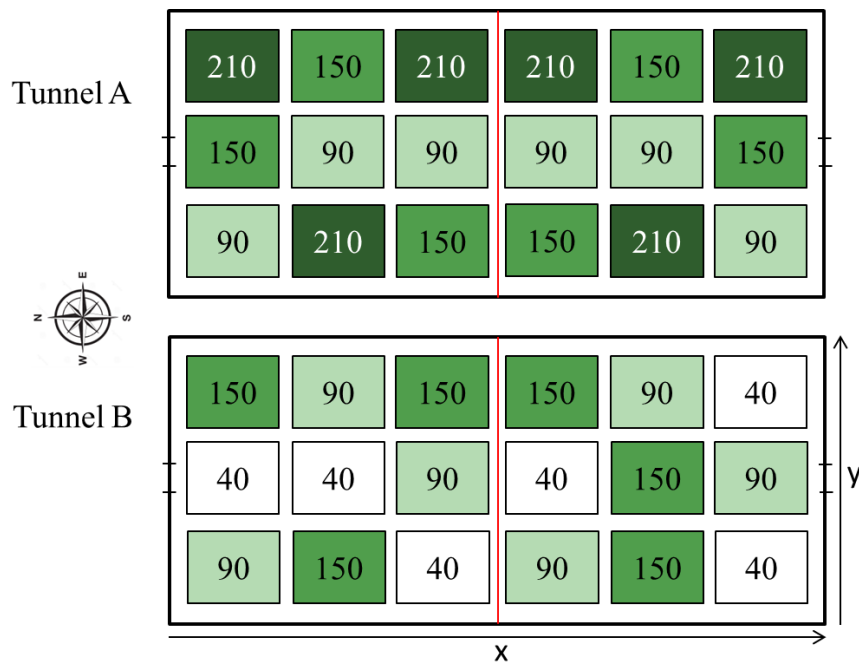 210 150 210 210 150 210
Tunnel A
150 90 90 90 90 150
90 210 150 150 210 90
E
N S
W
150 90 150 150 90 40
Tunnel B
40 40 90 40 150 90
y
90 150 40 90 150 40
x